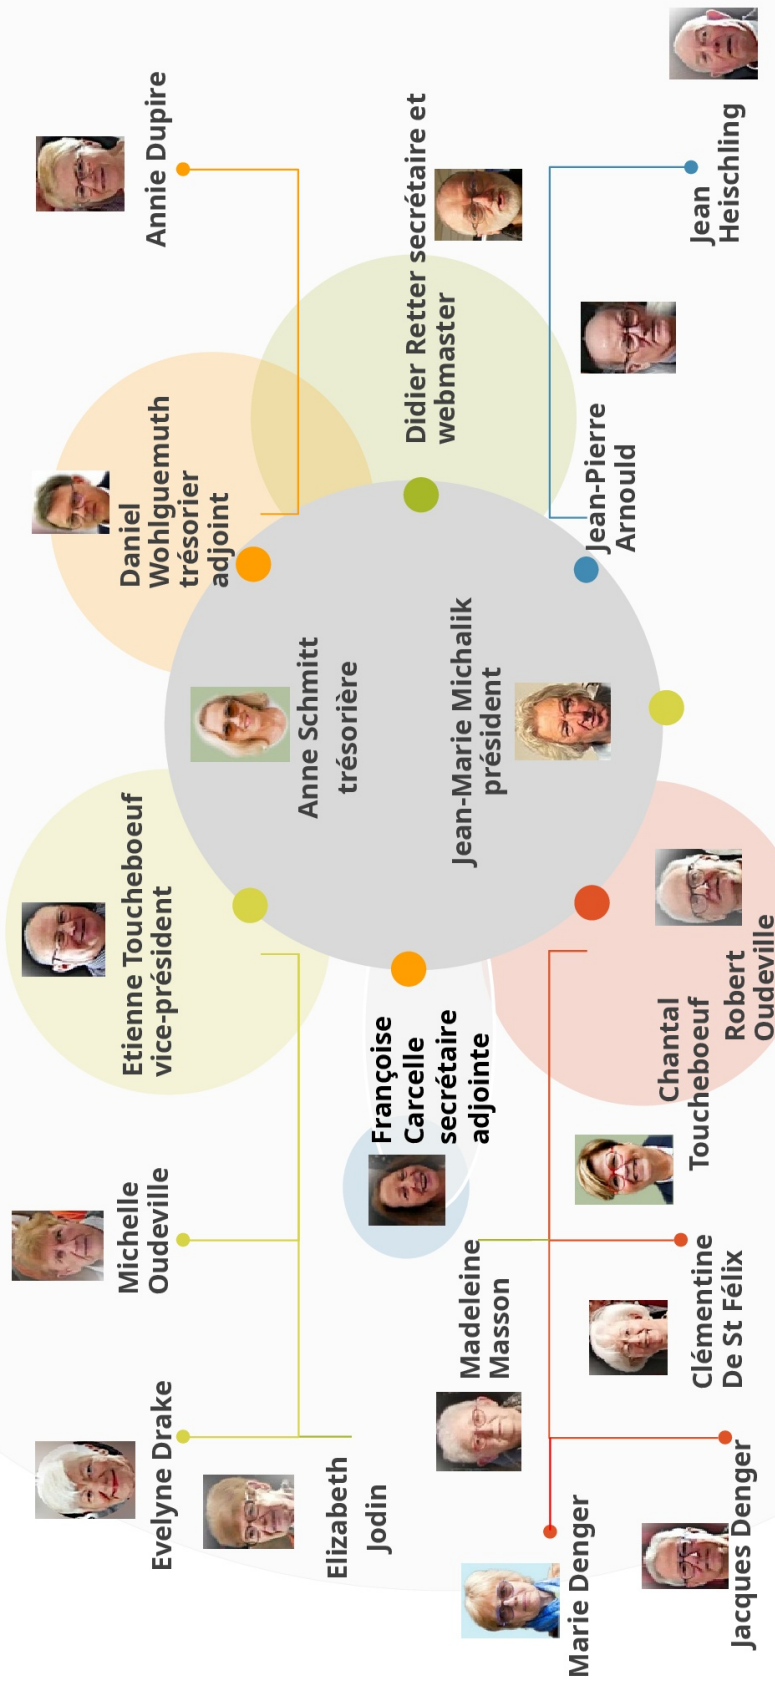 Evelyne Drake
Michelle
Oudeville
Etienne Toucheboeuf
vice-président
Daniel
Wohlguemuth
trésorier
adjoint
Annie Dupire
Elizabeth
Jodin
Anne Schmitt
trésorière
Françoise
Carcelle
secrétaire
adjointe
Didier Retter secrétaire et
webmaster
Madeleine
Masson
Jean-Marie Michalik
président
Jean-Pierre
Arnould
Marie Denger
Chantal
Toucheboeuf
Clémentine
De St Félix
Robert
Oudeville
Jean
Heischling
Jacques Denger